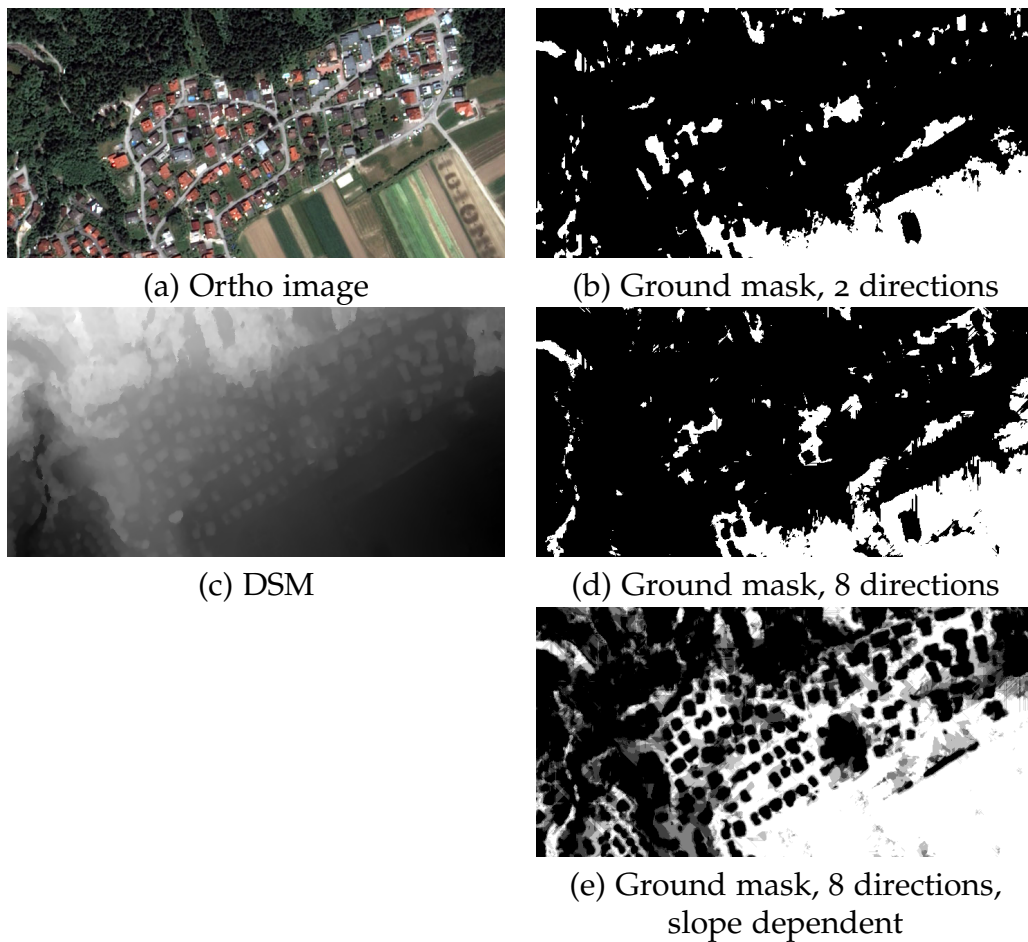 (a) Ortho image
(b) Ground mask, 2 directions
(c) DSM
(d) Ground mask, 8 directions
(e) Ground mask, 8 directions,
slope dependent